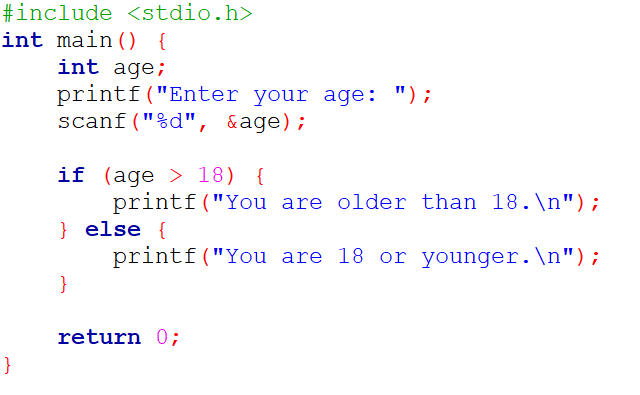 #include <stdio.h>
int main() {
    int age;
    printf("Enter your age: ");
    scanf("%d", &age);

    if (age > 18) {
        printf("You are older than 18.\n");
    } else {
        printf("You are 18 or younger.\n");
    }

    return 0;
}